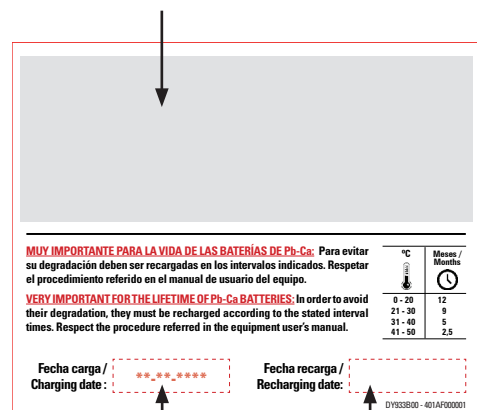 MUY IMPORTANTE PARA LA VIDA DE LAS BATERÍAS DE Pb-Ca: Para evitar
su degradación deben ser recargadas en los intervalos indicados. Respetar
el procedimiento referido en el manual de usuario del equipo.
VERY IMPORTANT FOR THE LIFETIME OF Pb-Ca BATTERIES: In order to avoid
their degradation, they must be recharged according to the stated interval
times. Respect the procedure referred in the equipment user's manual.
ºC Meses /
Months
0 - 20 12
21 - 30 9
31 - 40 5
41 - 50 2,5
Fecha carga /
Charging date :
**-**-****
Fecha recarga /
Recharging date:
DY933B00 - 401AF000001